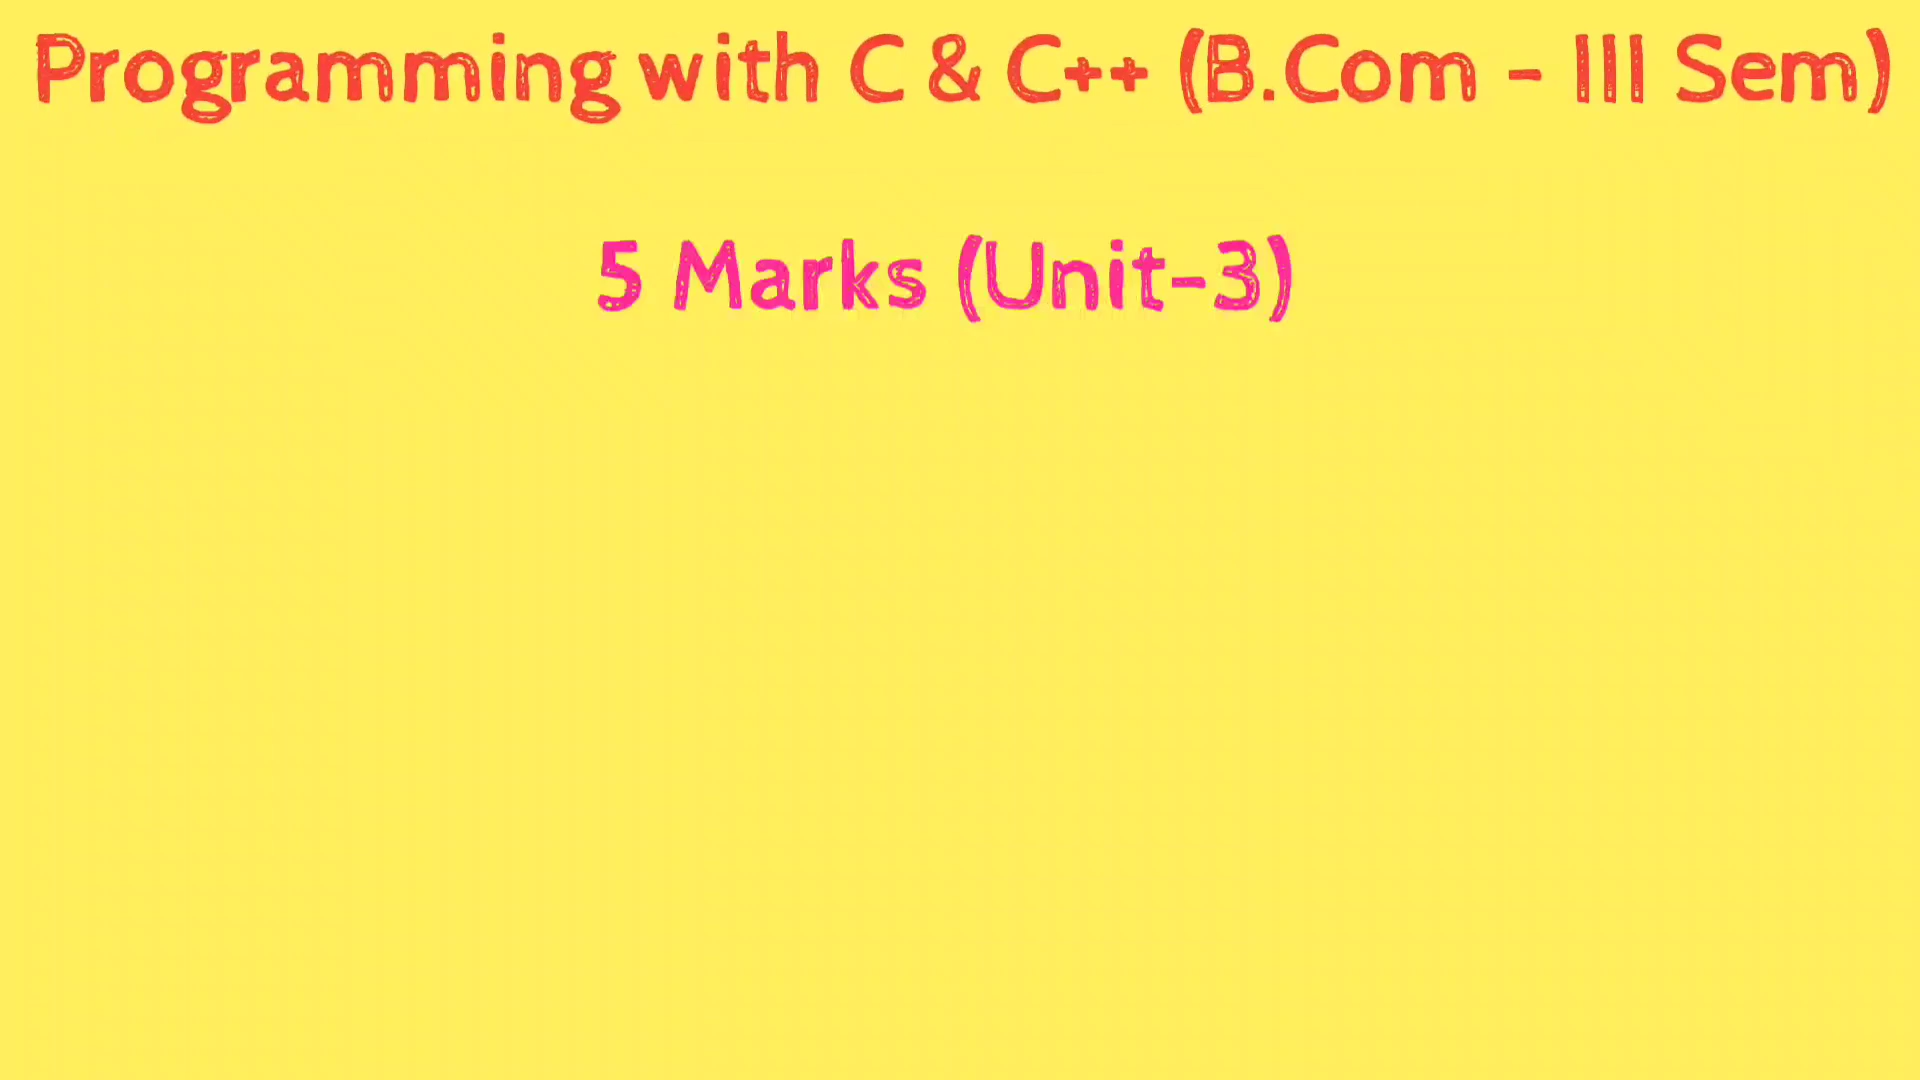 Programming with C & C++ (B.Com - III Sem)
5 Marks (Unit-3)